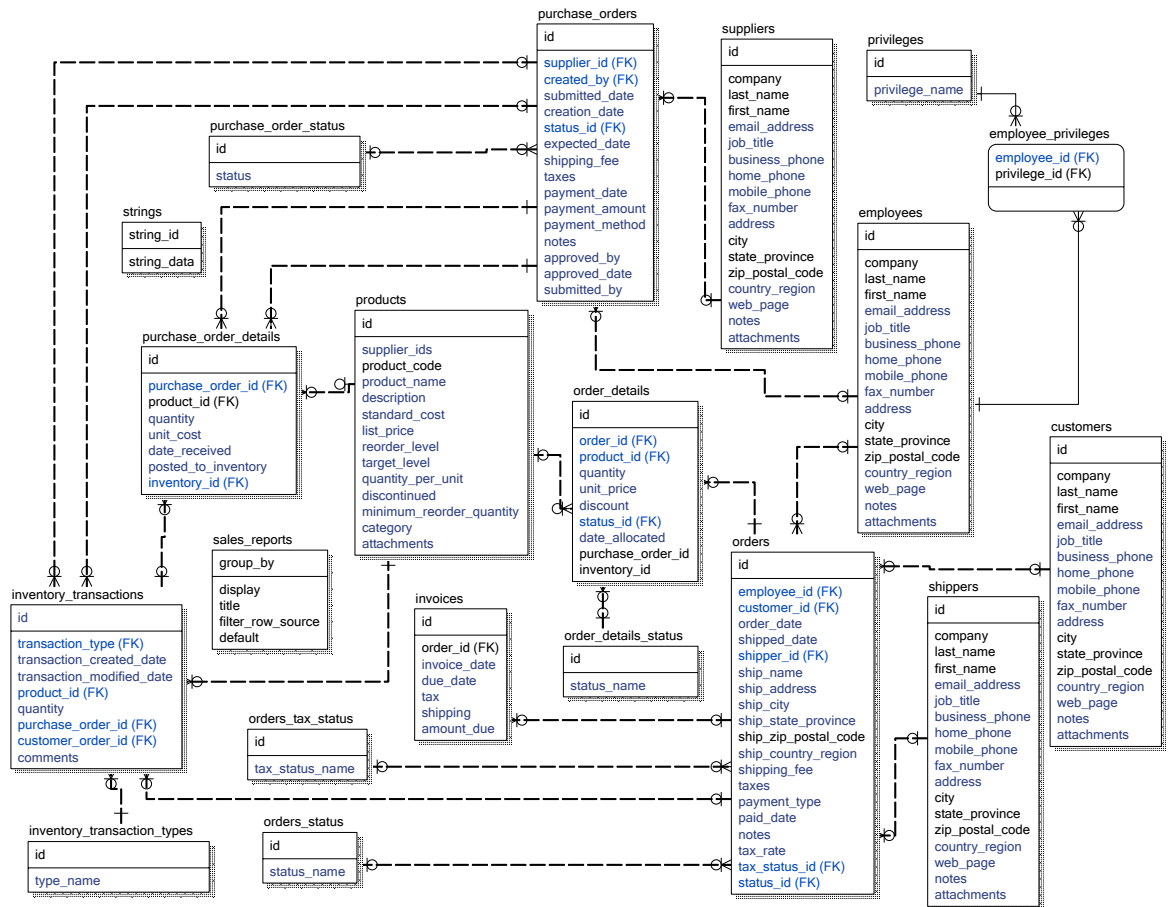 purchase_orders
id
supplier_id (FK)
created_by (FK)
submitted_date
creation_date
status_id (FK)
expected_date
shipping_fee
taxes
payment_date
payment_amount
payment_method
notes
approved_by
approved_date
submitted_by
suppliers
id
company
last_name
first_name
email_address
job_title
business_phone
home_phone
mobile_phone
fax_number
address
city
state_province
zip_postal_code
country_region
web_page
notes
attachments
privileges
id
privilege_name
employee_privileges
employee_id (FK)
privilege_id (FK)
purchase_order_status
id
status
strings
string_id
string_data
employees
id
company
last_name
first_name
email_address
job_title
business_phone
home_phone
mobile_phone
fax_number
address
city
state_province
zip_postal_code
country_region
web_page
notes
attachments
products
id
supplier_ids
product_code
product_name
description
standard_cost
list_price
reorder_level
target_level
quantity_per_unit
discontinued
minimum_reorder_quantity
category
attachments
purchase_order_details
id
purchase_order_id (FK)
product_id (FK)
quantity
unit_cost
date_received
posted_to_inventory
inventory_id (FK)
order_details
id
order_id (FK)
product_id (FK)
quantity
unit_price
discount
status_id (FK)
date_allocated
purchase_order_id
inventory_id
customers
id
company
last_name
first_name
email_address
job_title
business_phone
home_phone
mobile_phone
fax_number
address
city
state_province
zip_postal_code
country_region
web_page
notes
attachments
sales_reports
group_by
display
title
filter_row_source
default
orders
id
employee_id (FK)
customer_id (FK)
order_date
shipped_date
shipper_id (FK)
ship_name
ship_address
ship_city
ship_state_province
ship_zip_postal_code
ship_country_region
shipping_fee
taxes
payment_type
paid_date
notes
tax_rate
tax_status_id (FK)
status_id (FK)
shippers
id
company
last_name
first_name
email_address
job_title
business_phone
home_phone
mobile_phone
fax_number
address
city
state_province
zip_postal_code
country_region
web_page
notes
attachments
inventory_transactions
id
transaction_type (FK)
transaction_created_date
transaction_modified_date
product_id (FK)
quantity
purchase_order_id (FK)
customer_order_id (FK)
comments
invoices
id
order_id (FK)
invoice_date
due_date
tax
shipping
amount_due
order_details_status
id
status_name
orders_tax_status
id
tax_status_name
inventory_transaction_types
id
type_name
orders_status
id
status_name